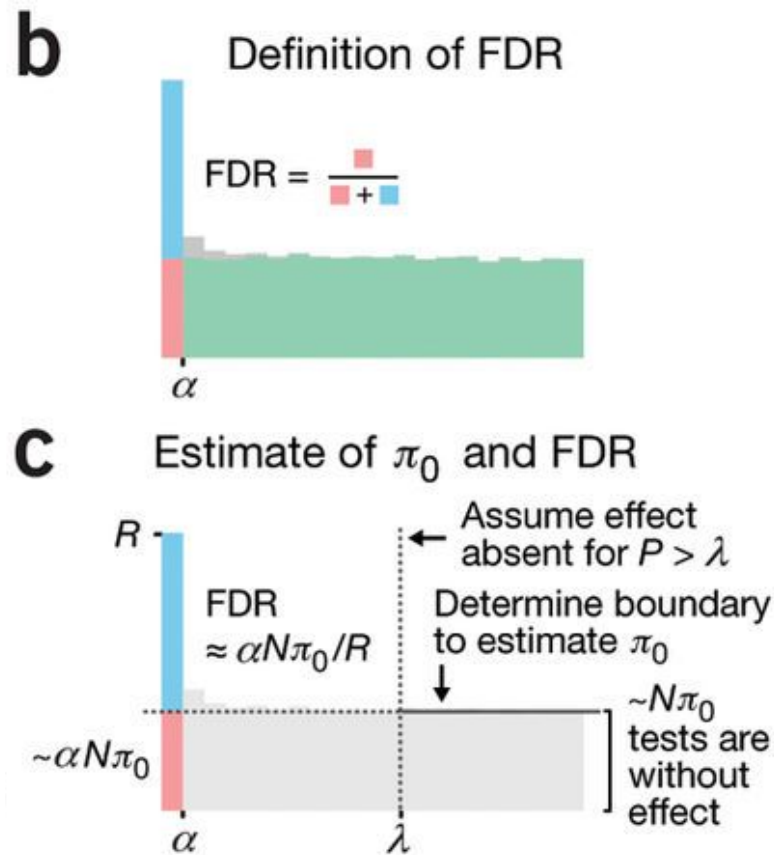 b
Definition of FDR
FDR = 🟥 / 🟥 + 🟦
α
c
Estimate of π₀ and FDR
R
Assume effect
absent for P > λ
FDR
≈ αNπ₀/R
Determine boundary
to estimate π₀
~Nπ₀
tests are
without
effect
~αNπ₀
α
λ